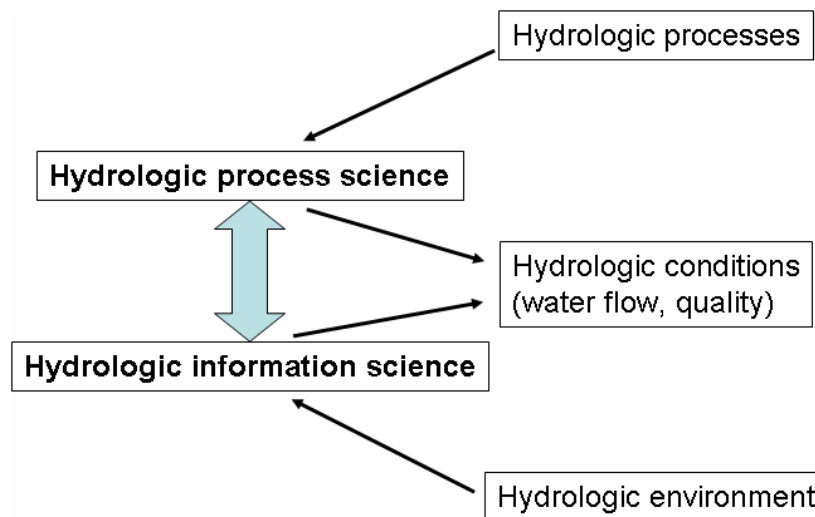 Hydrologic processes
Hydrologic process science
Hydrologic conditions
(water flow, quality)
Hydrologic information science
Hydrologic environment